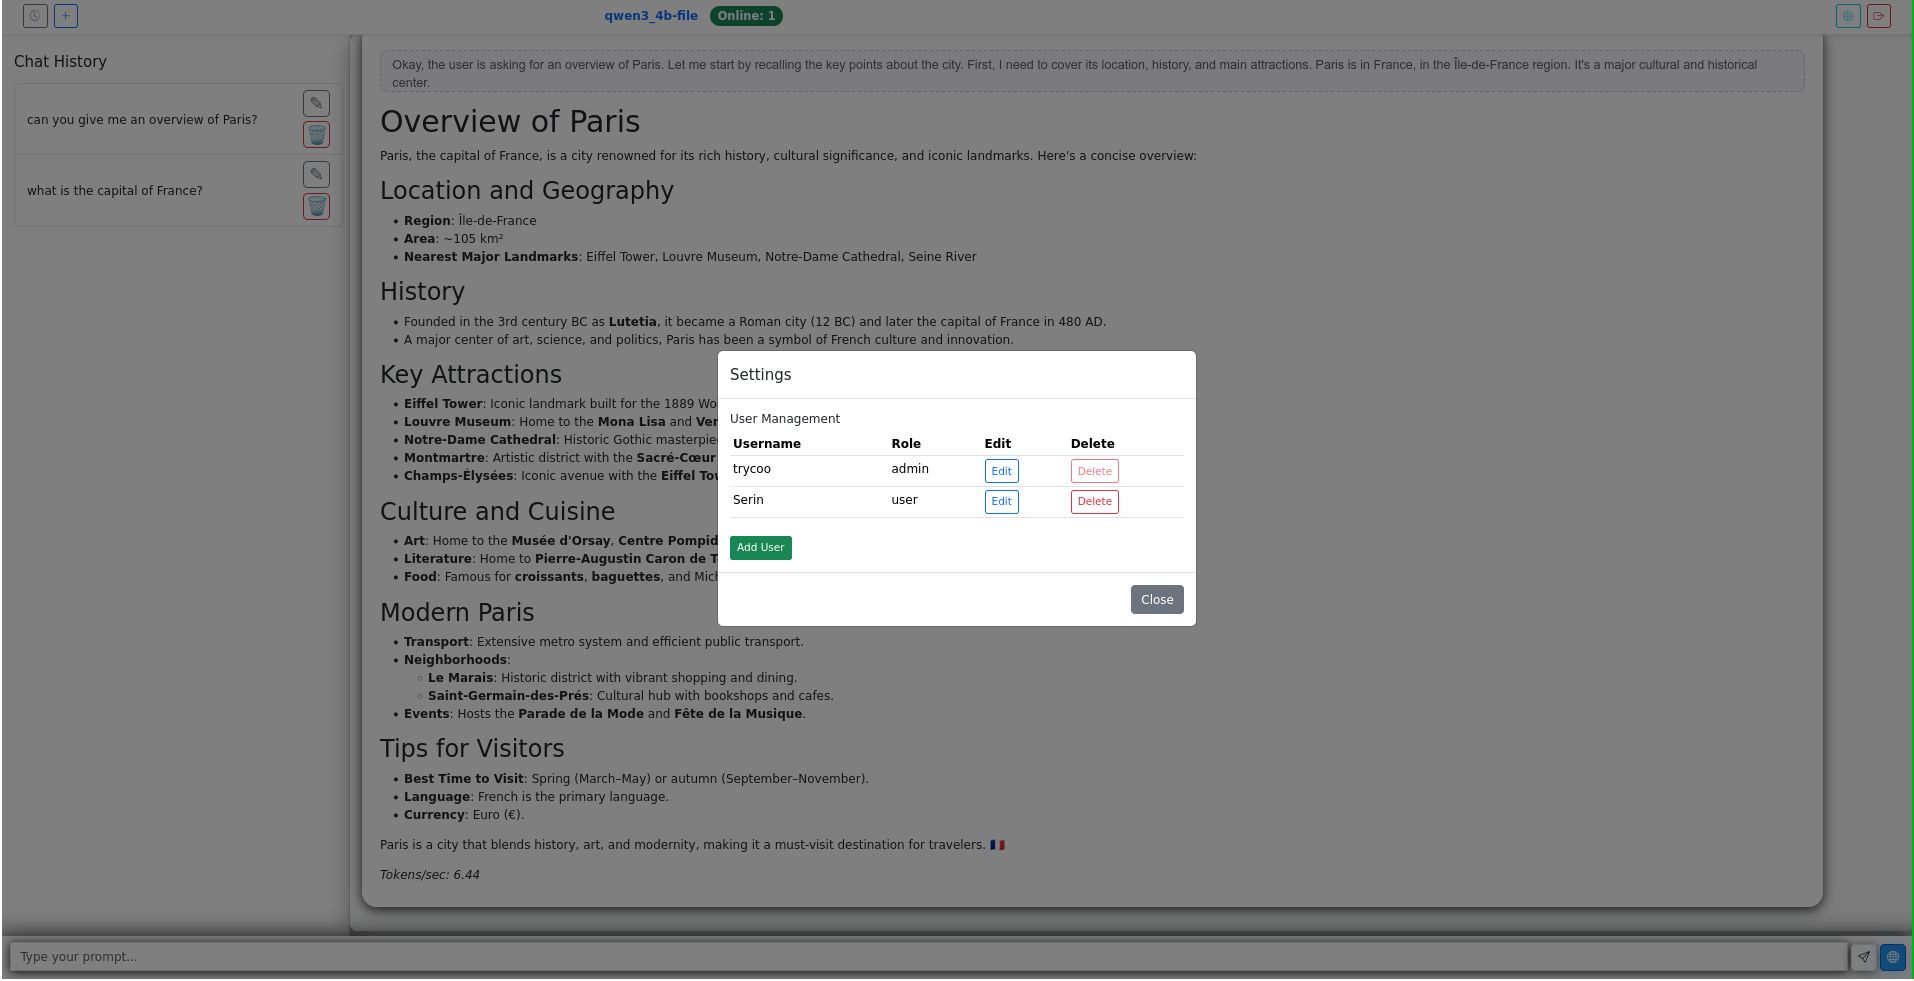 qwen3_4b-file Online: 1
Chat History
can you give me an overview of Paris?
what is the capital of France?
Okay, the user is asking for an overview of Paris. Let me start by recalling the key points about the city. First, I need to cover its location, history, and main attractions. Paris is in France, in the Île-de-France region. It's a major cultural and historical
center.
Overview of Paris
Paris, the capital of France, is a city renowned for its rich history, cultural significance, and iconic landmarks. Here's a concise overview:
Location and Geography
• Region: Île-de-France
• Area: ~105 km²
• Nearest Major Landmarks: Eiffel Tower, Louvre Museum, Notre-Dame Cathedral, Seine River
History
• Founded in the 3rd century BC as Lutetia, it became a Roman city (12 BC) and later the capital of France in 480 AD.
• A major center of art, science, and politics, Paris has been a symbol of French culture and innovation.
Key Attractions
• Eiffel Tower: Iconic landmark built for the 1889 Wo
• Louvre Museum: Home to the Mona Lisa and Ven
• Notre-Dame Cathedral: Historic Gothic masterpie
• Montmartre: Artistic district with the Sacré-Cœur
• Champs-Élysées: Iconic avenue with the Eiffel Tow
Culture and Cuisine
• Art: Home to the Musée d'Orsay, Centre Pompid
• Literature: Home to Pierre-Augustin Caron de
• Food: Famous for croissants, baguettes, and Mich
Modern Paris
• Transport: Extensive metro system and efficient public transport.
• Neighborhoods:
◦ Le Marais: Historic district with vibrant shopping and dining.
◦ Saint-Germain-des-Prés: Cultural hub with bookshops and cafes.
• Events: Hosts the Parade de la Mode and Fête de la Musique.
Tips for Visitors
• Best Time to Visit: Spring (March–May) or autumn (September–November).
• Language: French is the primary language.
• Currency: Euro (€).
Paris is a city that blends history, art, and modernity, making it a must-visit destination for travelers. 🇫🇷
Tokens/sec: 6.44
Settings
User Management
Username Role Edit Delete
trycoo admin Edit Delete
Serin user Edit Delete
Add User
Close
Type your prompt...